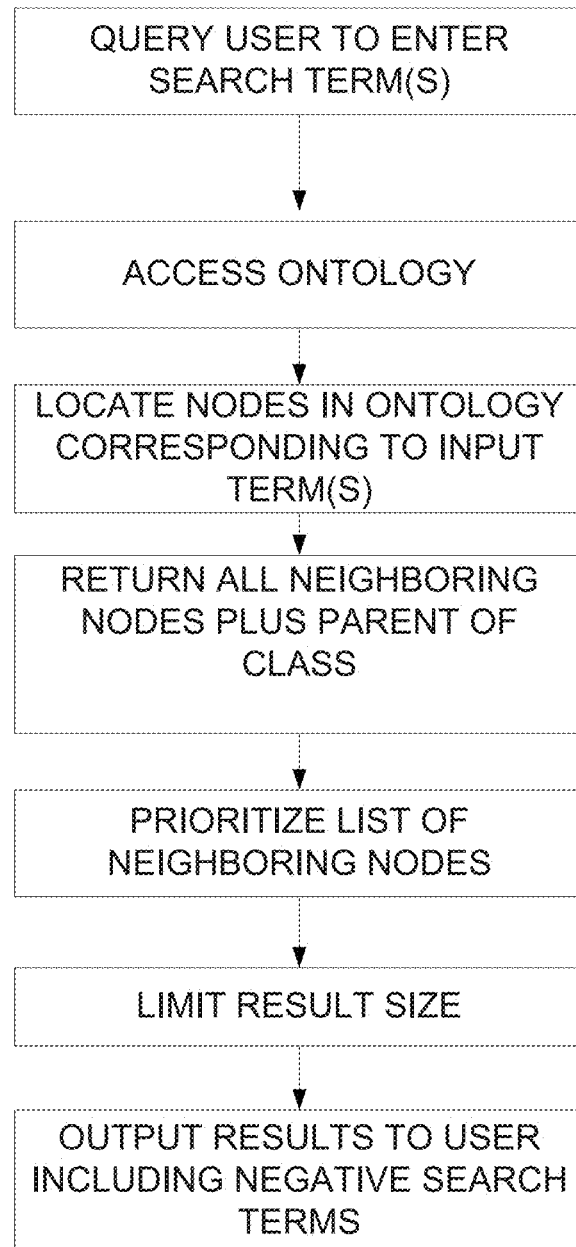 QUERY USER TO ENTER
SEARCH TERM(S)
ACCESS ONTOLOGY
LOCATE NODES IN ONTOLOGY
CORRESPONDING TO INPUT
TERM(S)
RETURN ALL NEIGHBORING
NODES PLUS PARENT OF
CLASS
PRIORITIZE LIST OF
NEIGHBORING NODES
LIMIT RESULT SIZE
OUTPUT RESULTS TO USER
INCLUDING NEGATIVE SEARCH
TERMS